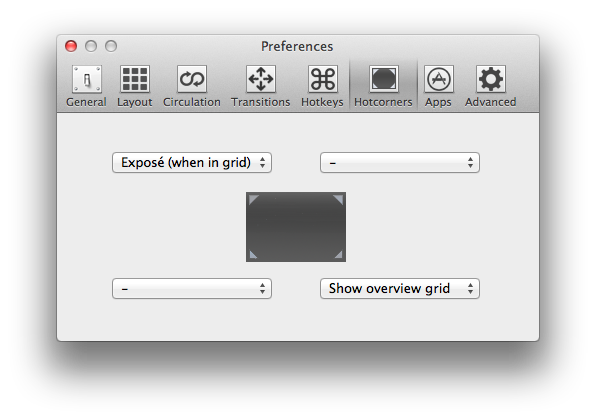 Preferences
General Layout Circulation Transitions Hotkeys Hotcorners Apps Advanced
Exposé (when in grid) –
– Show overview grid